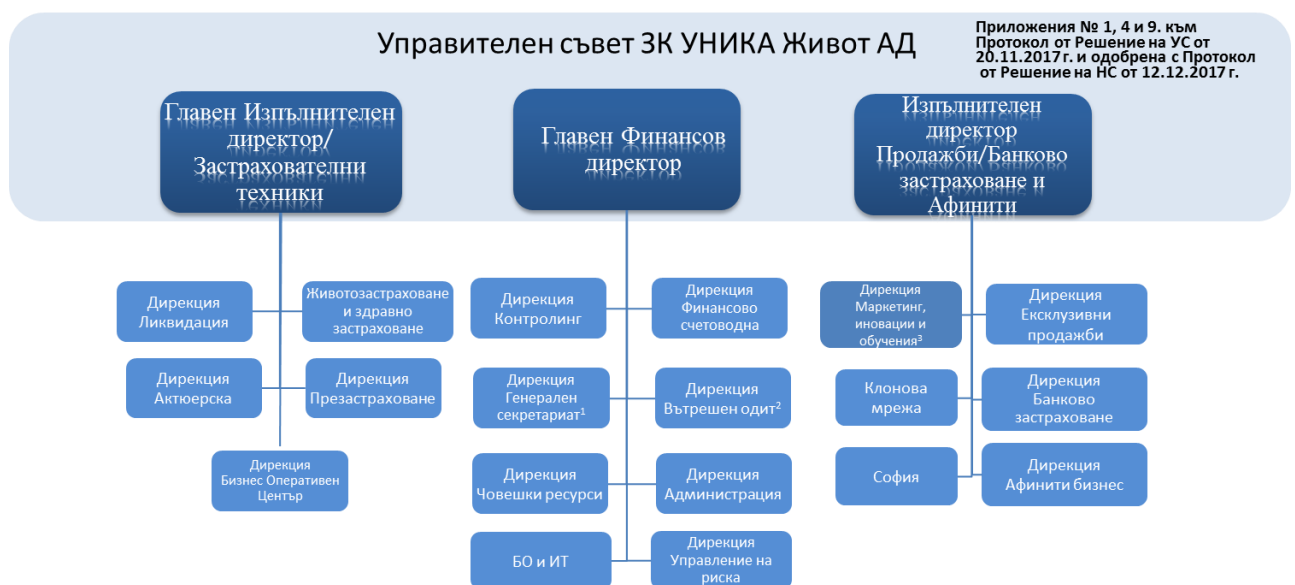 Управителен съвет ЗК УНИКА Живот АД
Приложения № 1, 4 и 9. към
Протокол от Решение на УС от
20.11.2017 г. и одобрена с Протокол
от Решение на НС от 12.12.2017 г.
Главен Изпълнителен
директор/
Застрахователни
техники
Главен Финансов
директор
Изпълнителен
директор
Продажби/Банково
застраховане и
Афинити
Дирекция
Ликвидация
Животозастраховане
и здравно
застраховане
Дирекция
Актюерска
Дирекция
Презастраховане
Дирекция
Бизнес Оперативен
Център
Дирекция
Контролинг
Дирекция
Финансово
счетоводна
Дирекция
Генерален
секретариат¹
Дирекция
Вътрешен одит²
Дирекция
Човешки ресурси
Дирекция
Администрация
БО и ИТ
Дирекция
Управление на
риска
Дирекция
Маркетинг,
иновации и
обучения³
Дирекция
Ексклузивни
продажби
Клонова
мрежа
Дирекция
Банково
застраховане
София
Дирекция
Афинити бизнес